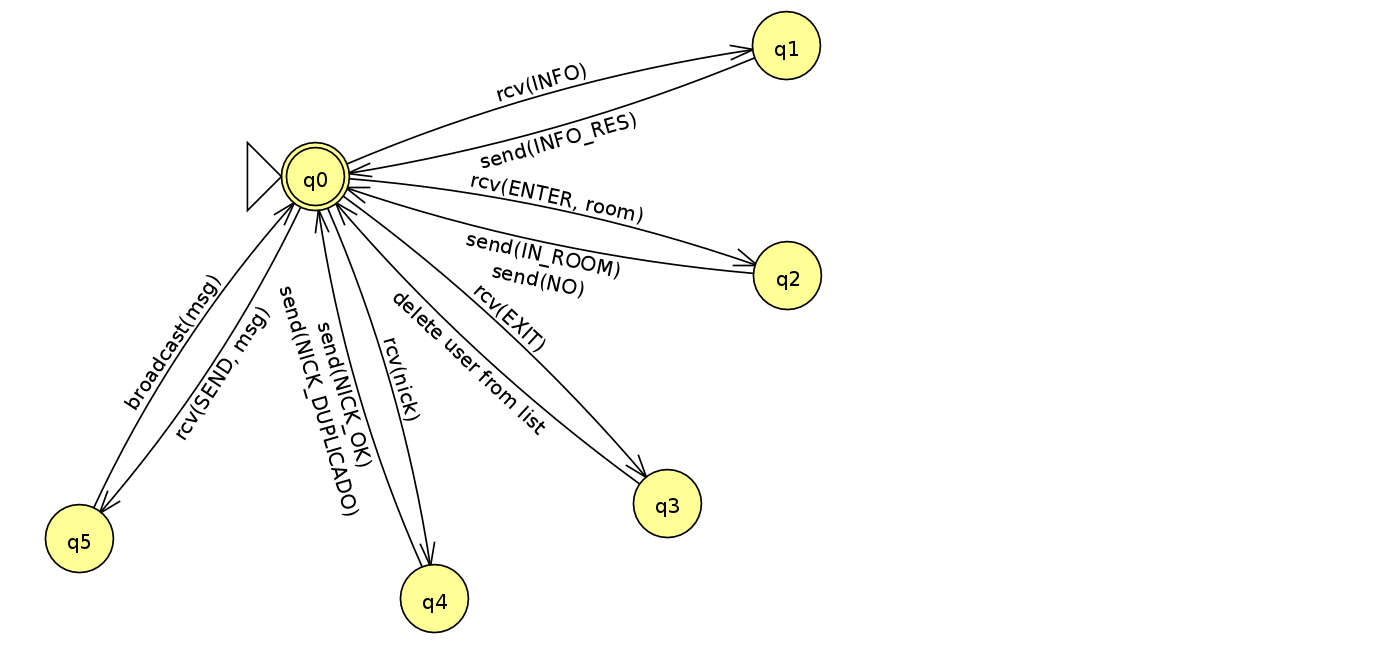 q1
rcv(INFO)
send(INFO_RES)
q0
rcv(ENTER, room)
send(IN_ROOM)
send(NO)
q2
rcv(EXIT)
delete user from list
broadcast(msg)
rcv(SEND, msg)
send(NICK_OK)
send(NICK_DUPLICADO)
rcv(nick)
q3
q5
q4